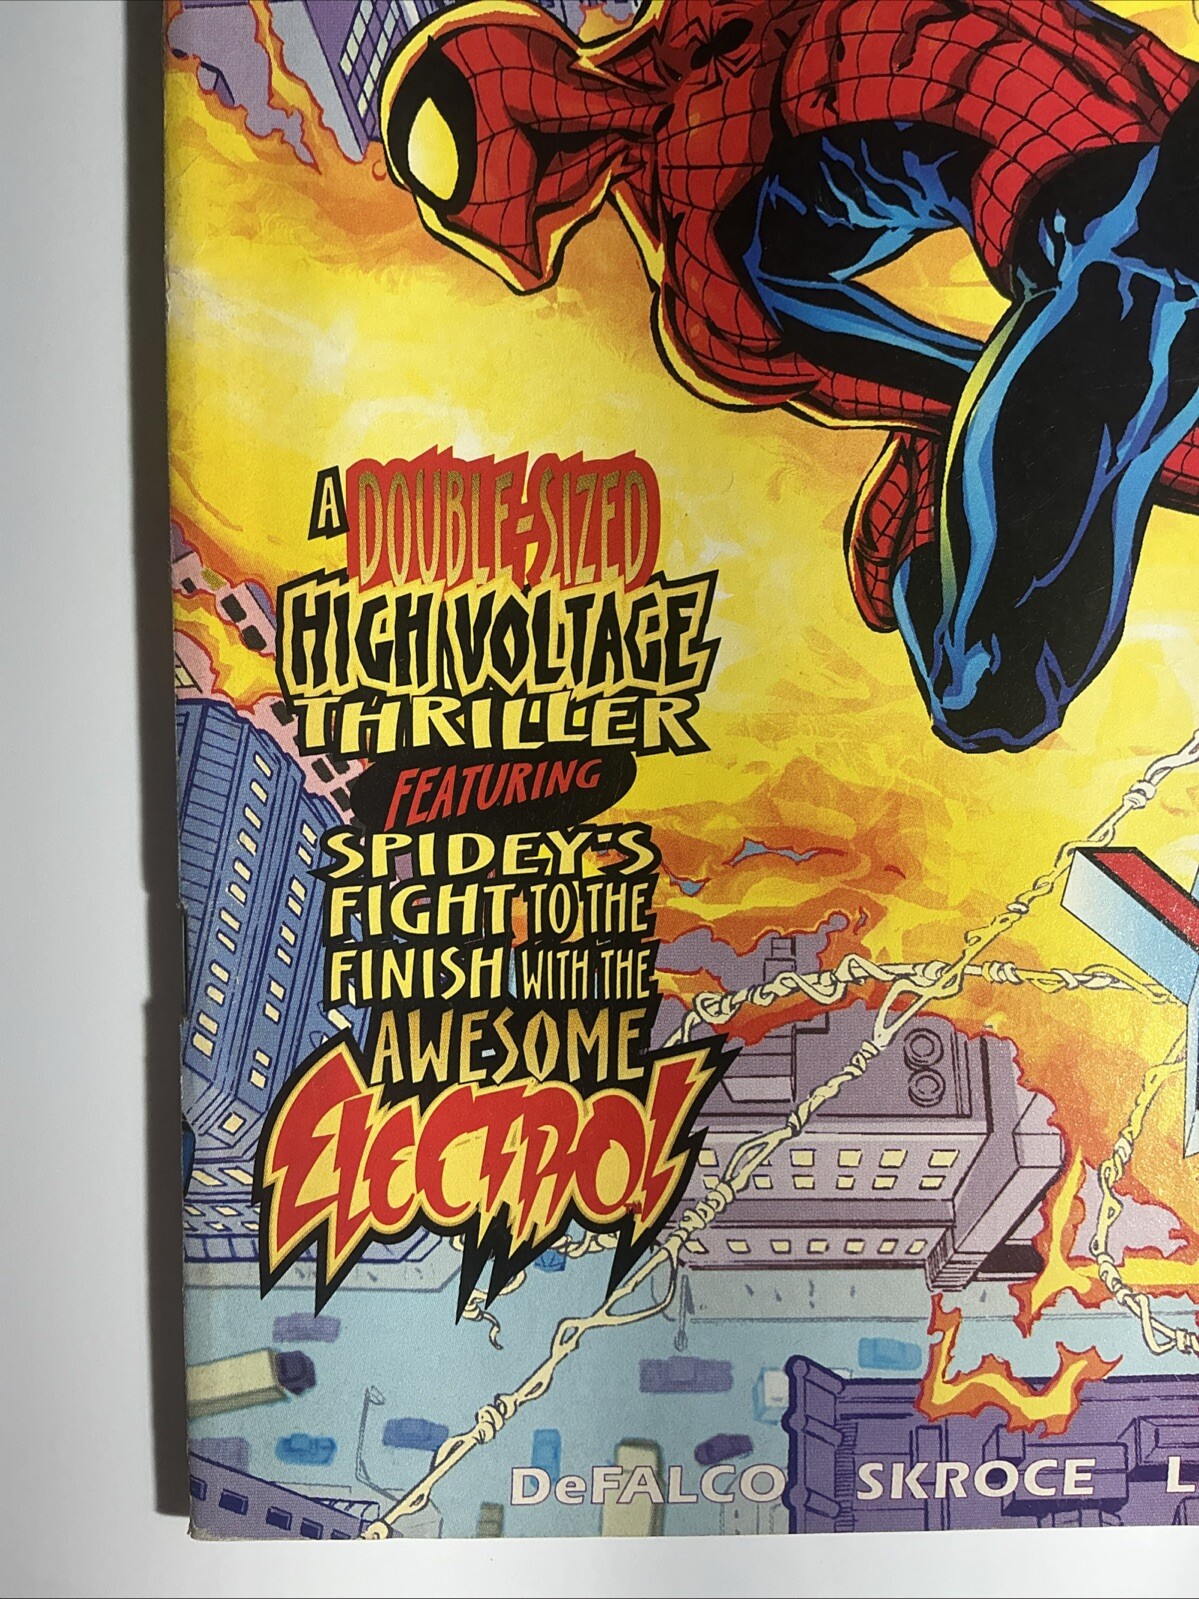 A DOUBLE-SIZED
HIGH VOLTAGE
THRILLER
FEATURING
SPIDEY'S
FIGHT TO THE
FINISH WITH THE
AWESOME
ELECTRO!
DeFALCO SKROCE L